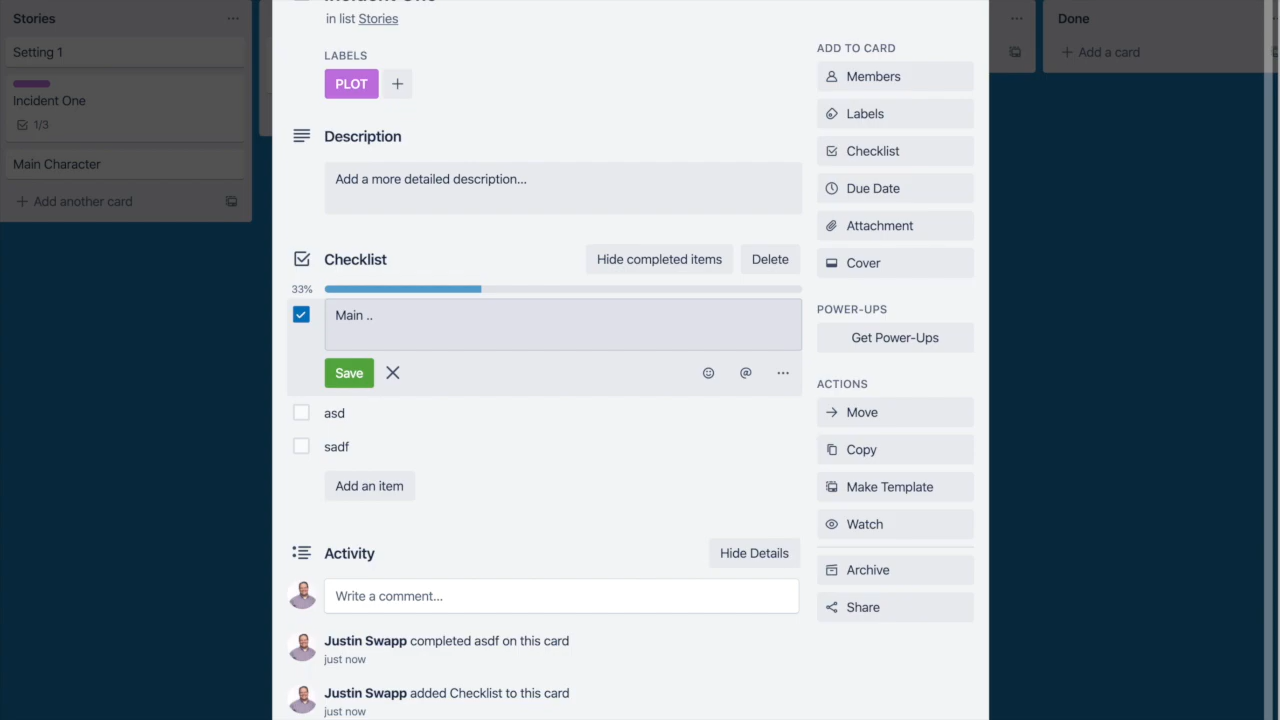 Stories
Setting 1
Incident One
1/3
Main Character
Add another card
Incident One
in list Stories
LABELS
PLOT
Description
Add a more detailed description...
Checklist
Hide completed items
Delete
33%
Main ..
Save
@
asd
sadf
Add an item
Activity
Hide Details
Write a comment...
Justin Swapp completed asdf on this card
just now
Justin Swapp added Checklist to this card
just now
ADD TO CARD
Members
Labels
Checklist
Due Date
Attachment
Cover
POWER-UPS
Get Power-Ups
ACTIONS
Move
Copy
Make Template
Watch
Archive
Share
Done
Add a card